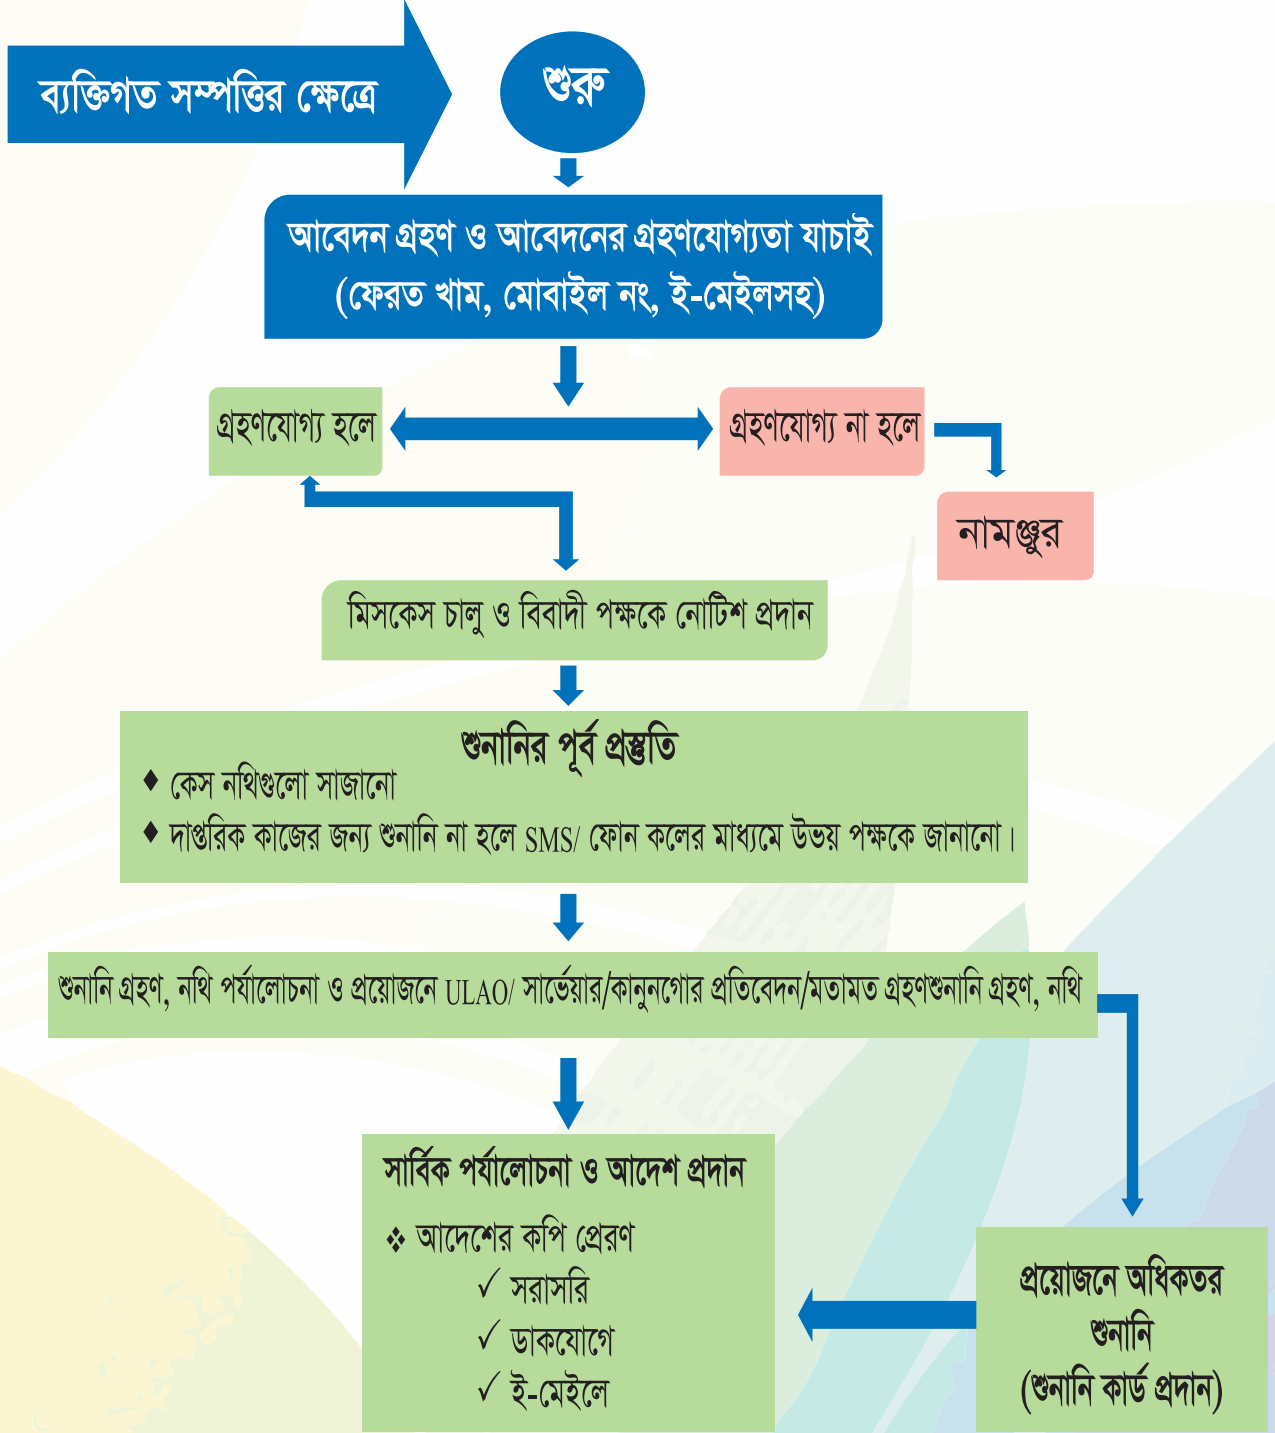 ব্যক্তিগত সম্পত্তির ক্ষেত্রে
শুরু
আবেদন গ্রহণ ও আবেদনের গ্রহণযোগ্যতা যাচাই
(ফেরত খাম, মোবাইল নং, ই-মেইলসহ)
গ্রহণযোগ্য হলে
গ্রহণযোগ্য না হলে
নামঞ্জুর
মিসকেস চালু ও বিবাদী পক্ষকে নোটিশ প্রদান
শুনানির পূর্ব প্রস্তুতি
♦ কেস নথিগুলো সাজানো
♦ দাপ্তরিক কাজের জন্য শুনানি না হলে SMS/ ফোন কলের মাধ্যমে উভয় পক্ষকে জানানো।
শুনানি গ্রহণ, নথি পর্যালোচনা ও প্রয়োজনে ULAO/ সার্ভেয়ার/কানুনগোর প্রতিবেদন/মতামত গ্রহণশুনানি গ্রহণ, নথি
সার্বিক পর্যালোচনা ও আদেশ প্রদান
❖ আদেশের কপি প্রেরণ
✓ সরাসরি
✓ ডাকযোগে
✓ ই-মেইলে
প্রয়োজনে অধিকতর
শুনানি
(শুনানি কার্ড প্রদান)